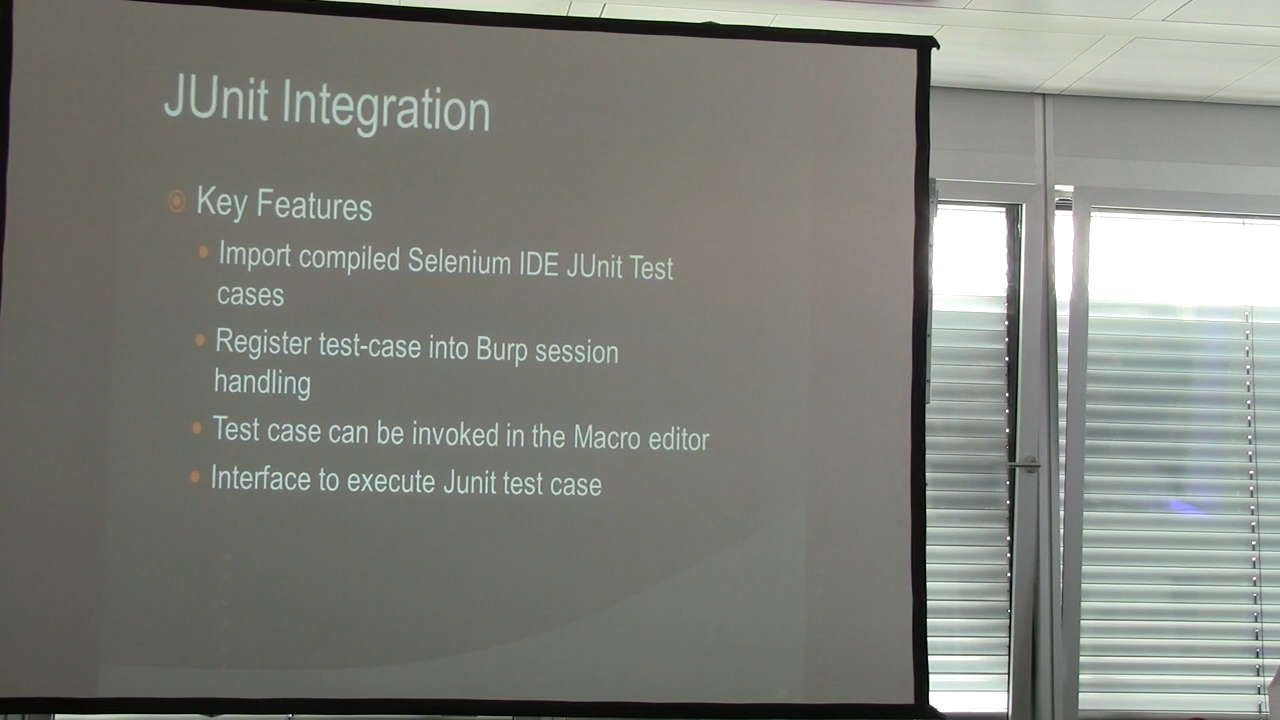 JUnit Integration
Key Features
Import compiled Selenium IDE JUnit Test
cases
Register test-case into Burp session
handling
Test case can be invoked in the Macro editor
Interface to execute Junit test case